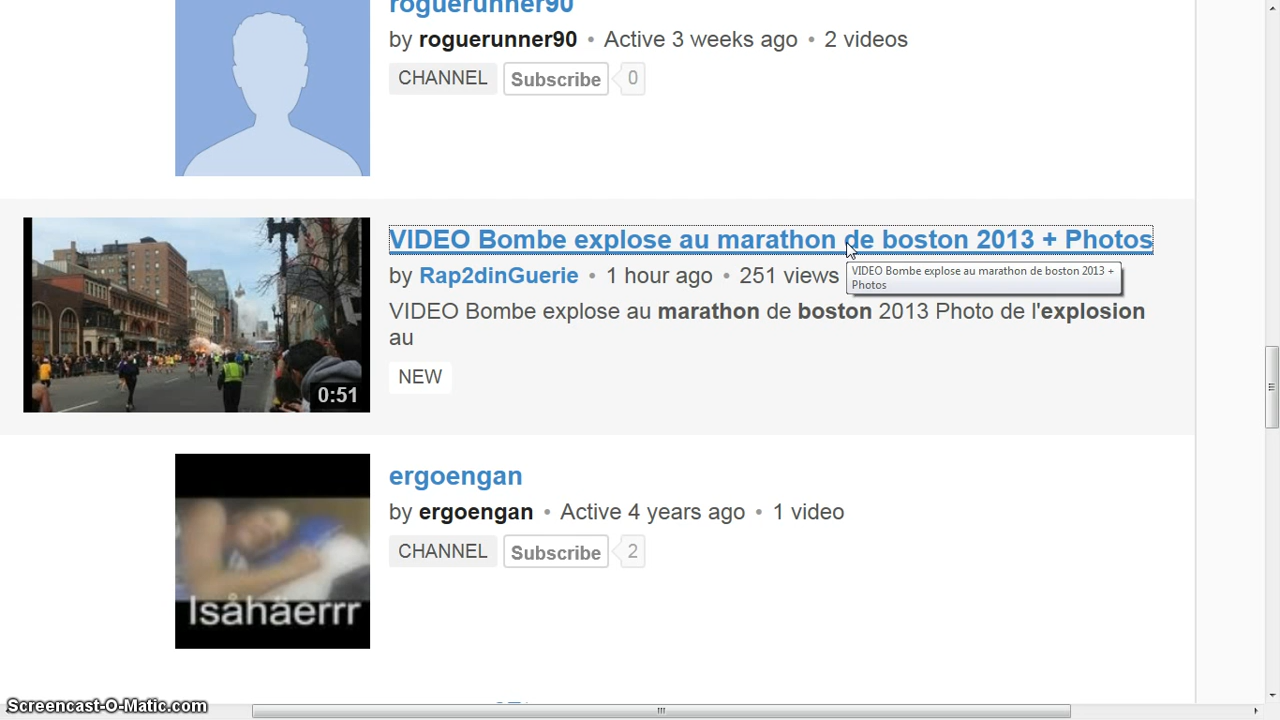 roguerunner90
by roguerunner90 • Active 3 weeks ago • 2 videos
CHANNEL Subscribe 0
VIDEO Bombe explose au marathon de boston 2013 + Photos
by Rap2dinGuerie • 1 hour ago • 251 views
VIDEO Bombe explose au marathon de boston 2013 +
Photos
VIDEO Bombe explose au marathon de boston 2013 Photo de l'explosion
au
NEW
0:51
ergoengan
by ergoengan • Active 4 years ago • 1 video
CHANNEL Subscribe 2
Isåhäerrr
Screencast-O-Matic.com